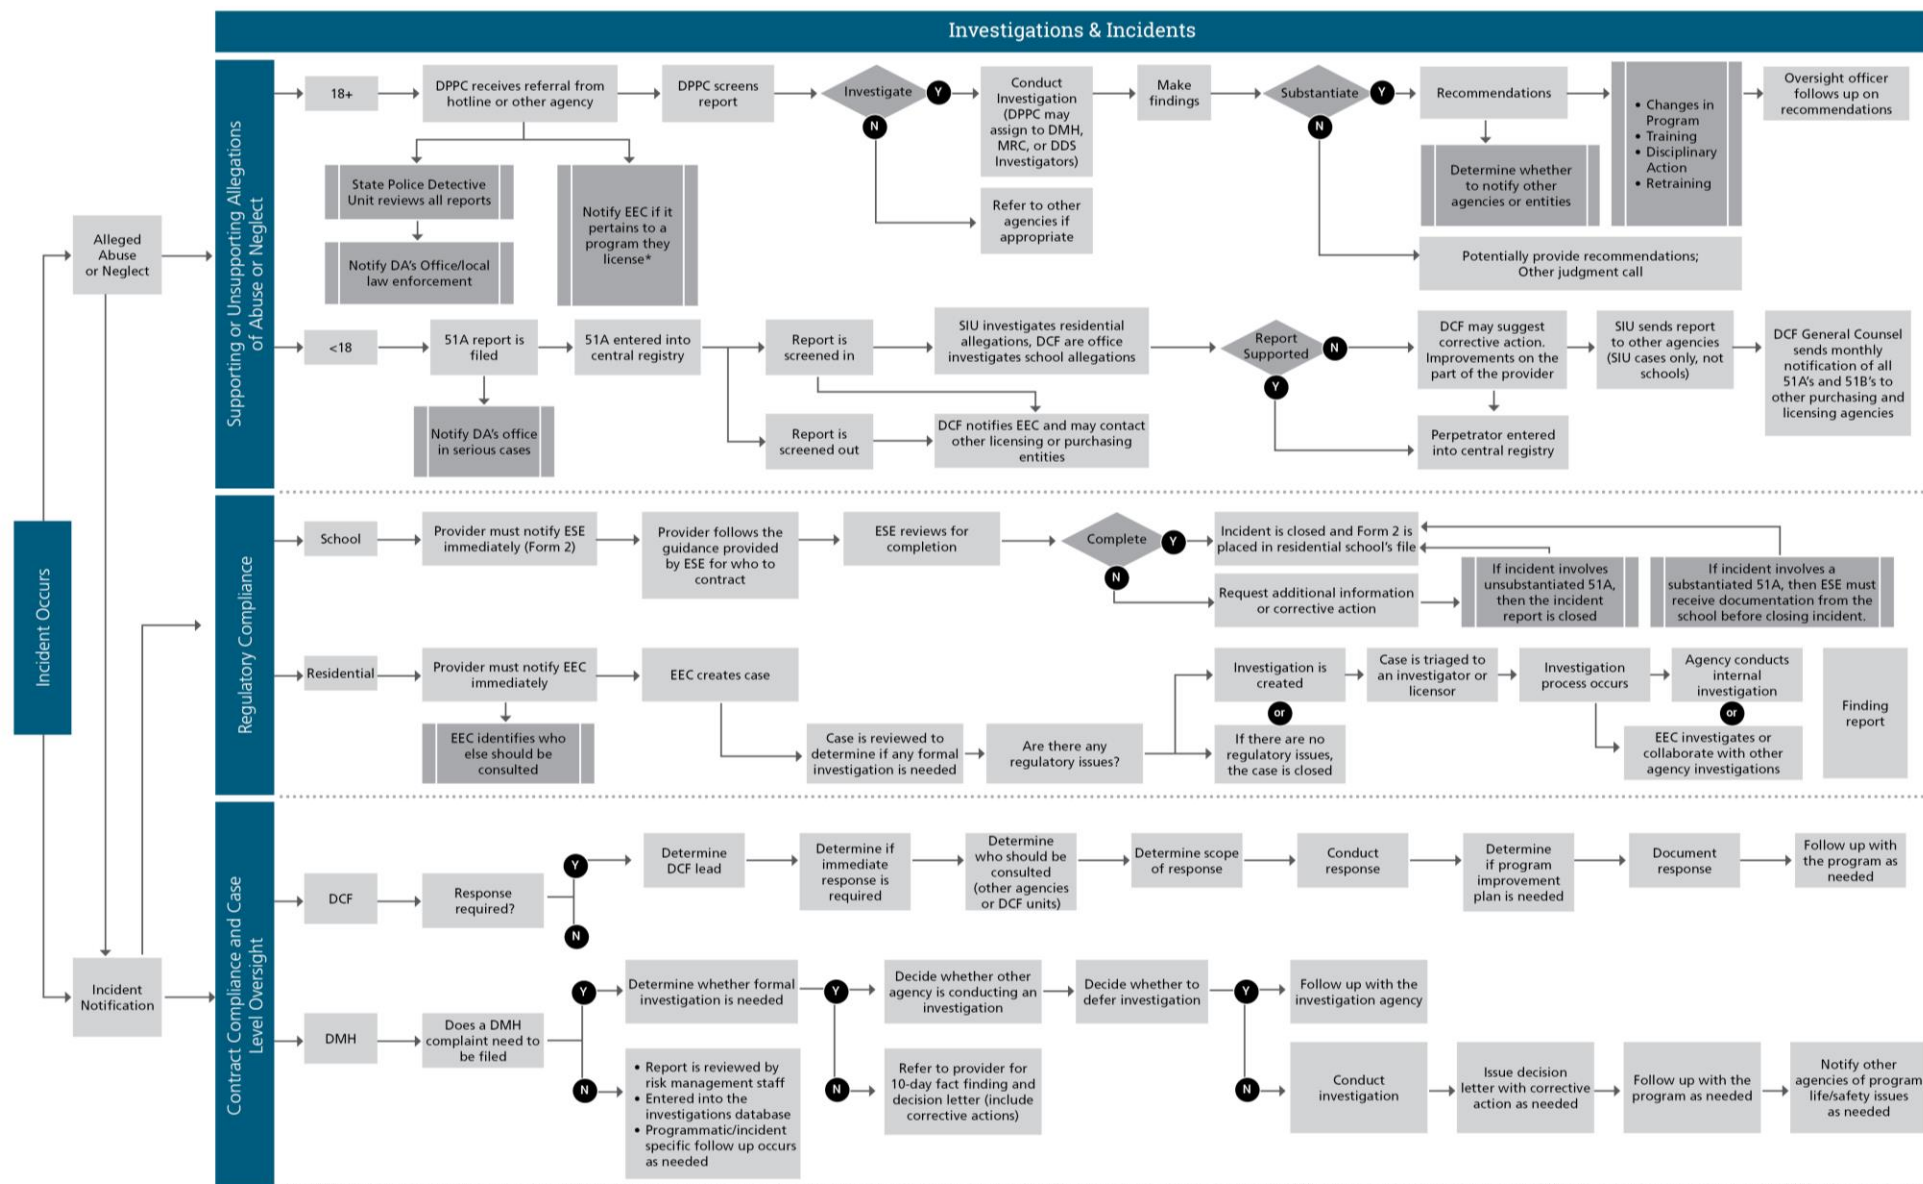 Investigations & Incidents
Incident Occurs
Alleged
Abuse
or Neglect
Incident
Notification
Supporting or Unsupporting Allegations
of Abuse or Neglect
18+
DPPC receives referral from
hotline or other agency
DPPC screens
report
Investigate
Y
N
Conduct
Investigation
(DPPC may
assign to DMH,
MRC, or DDS
Investigators)
Refer to other
agencies if
appropriate
Make
findings
Substantiate
Y
N
Recommendations
Determine whether
to notify other
agencies or entities
• Changes in
Program
• Training
• Disciplinary
Action
• Retraining
Oversight officer
follows up on
recommendations
Potentially provide recommendations;
Other judgment call
State Police Detective
Unit reviews all reports
Notify DA's Office/local
law enforcement
Notify EEC if it
pertains to a
program they
license*
<18
51A report is
filed
Notify DA's office
in serious cases
51A entered into
central registry
Report is
screened in
Report is
screened out
SIU investigates residential
allegations, DCF are office
investigates school allegations
DCF notifies EEC and may contact
other licensing or purchasing
entities
Report
Supported
N
Y
DCF may suggest
corrective action.
Improvements on the
part of the provider
Perpetrator entered
into central registry
SIU sends report
to other agencies
(SIU cases only, not
schools)
DCF General Counsel
sends monthly
notification of all
51A's and 51B's to
other purchasing and
licensing agencies
Regulatory Compliance
School
Provider must notify ESE
immediately (Form 2)
Provider follows the
guidance provided
by ESE for who to
contract
ESE reviews for
completion
Complete
Y
N
Incident is closed and Form 2 is
placed in residential school's file
Request additional information
or corrective action
If incident involves
unsubstantiated 51A,
then the incident
report is closed
If incident involves a
substantiated 51A, then ESE must
receive documentation from the
school before closing incident.
Residential
Provider must notify EEC
immediately
EEC identifies who
else should be
consulted
EEC creates case
Case is reviewed to
determine if any formal
investigation is needed
Are there any
regulatory issues?
Investigation is
created
or
If there are no
regulatory issues,
the case is closed
Case is triaged to
an investigator or
licensor
Investigation
process occurs
Agency conducts
internal
investigation
or
EEC investigates or
collaborate with other
agency investigations
Finding
report
Contract Compliance and Case
Level Oversight
DCF
Response
required?
Y
N
Determine
DCF lead
Determine if
immediate
response is
required
Determine
who should be
consulted
(other agencies
or DCF units)
Determine scope
of response
Conduct
response
Determine
if program
improvement
plan is needed
Document
response
Follow up with
the program as
needed
DMH
Does a DMH
complaint need to
be filed
Y
N
Determine whether formal
investigation is needed
• Report is reviewed by
risk management staff
• Entered into the
investigations database
• Programmatic/incident
specific follow up occurs
as needed
Y
N
Decide whether other
agency is conducting an
investigation
Refer to provider for
10-day fact finding and
decision letter (include
corrective actions)
Decide whether to
defer investigation
Y
N
Follow up with the
investigation agency
Conduct
investigation
Issue decision
letter with corrective
action as needed
Follow up with the
program as needed
Notify other
agencies of program
life/safety issues
as needed